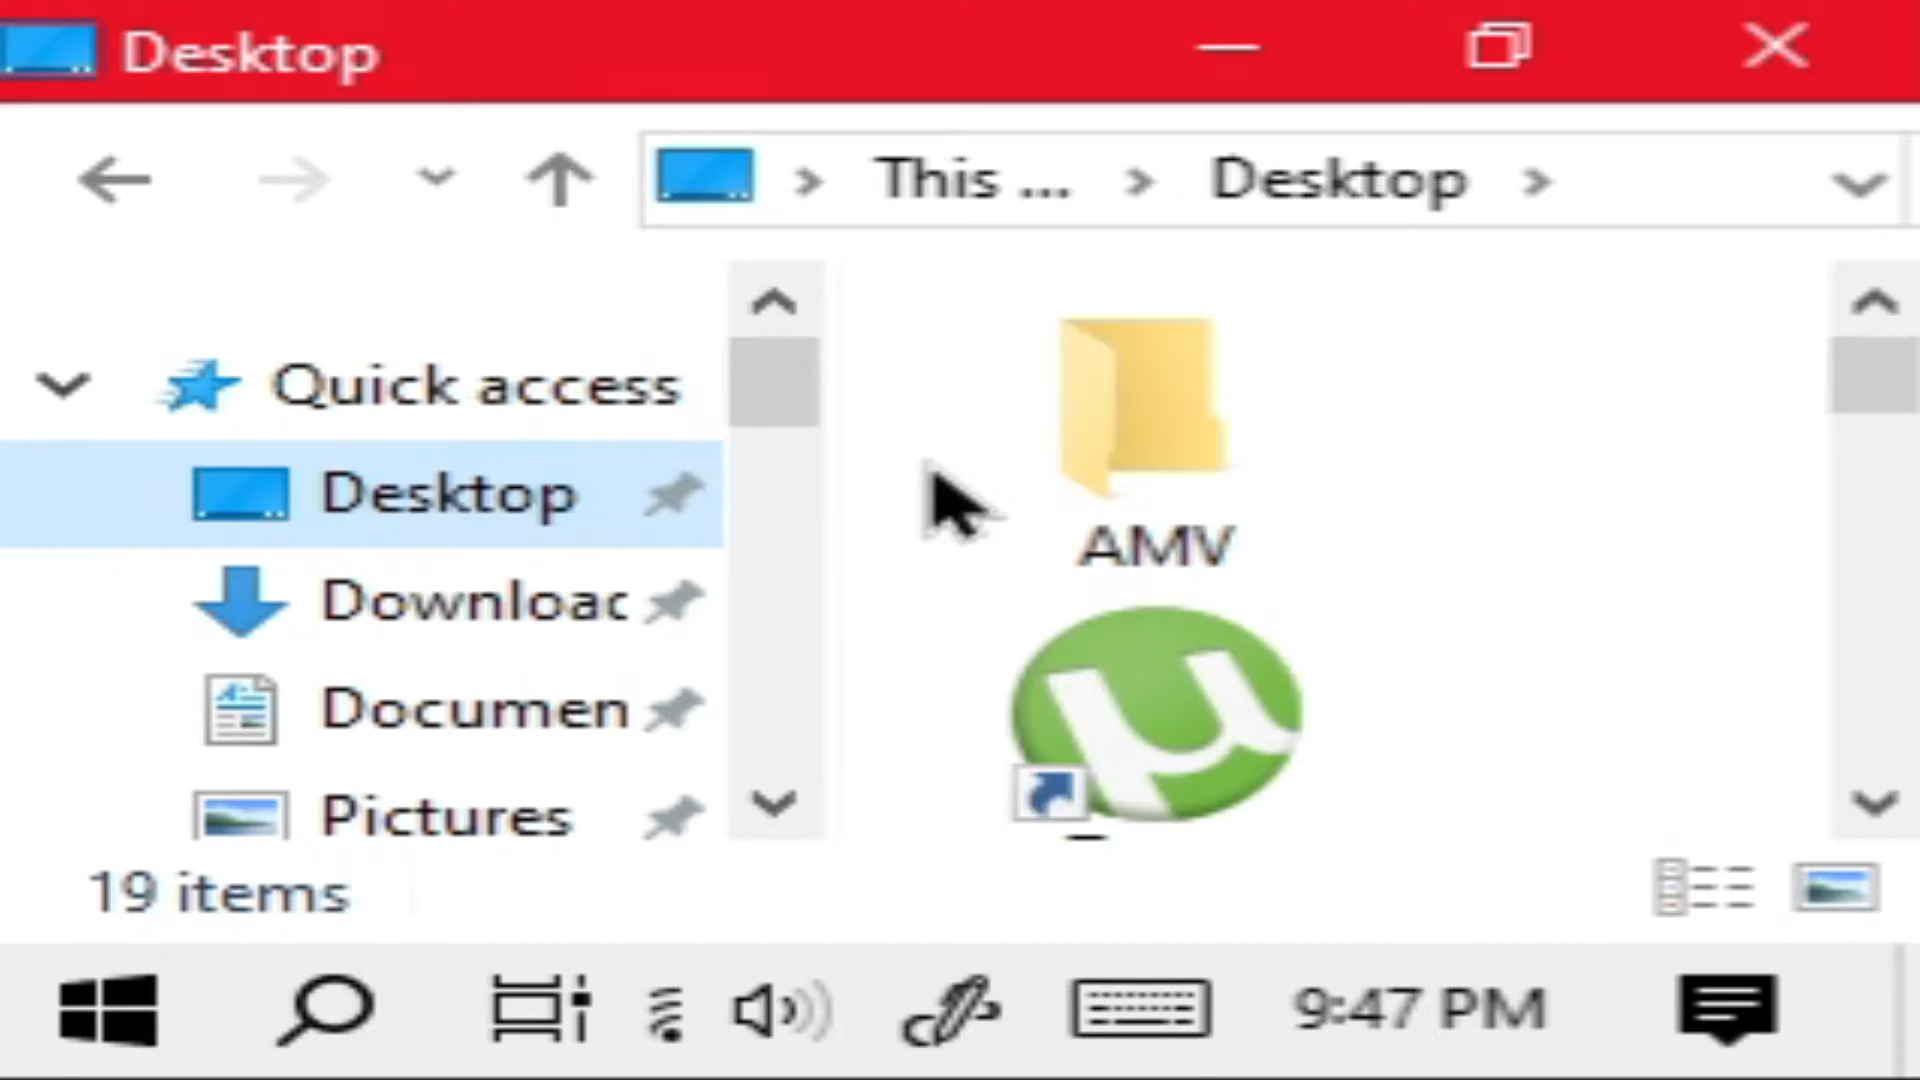 Desktop
This ... Desktop
Quick access
Desktop
Downloac
Documen
Pictures
AMV
19 items
9:47 PM